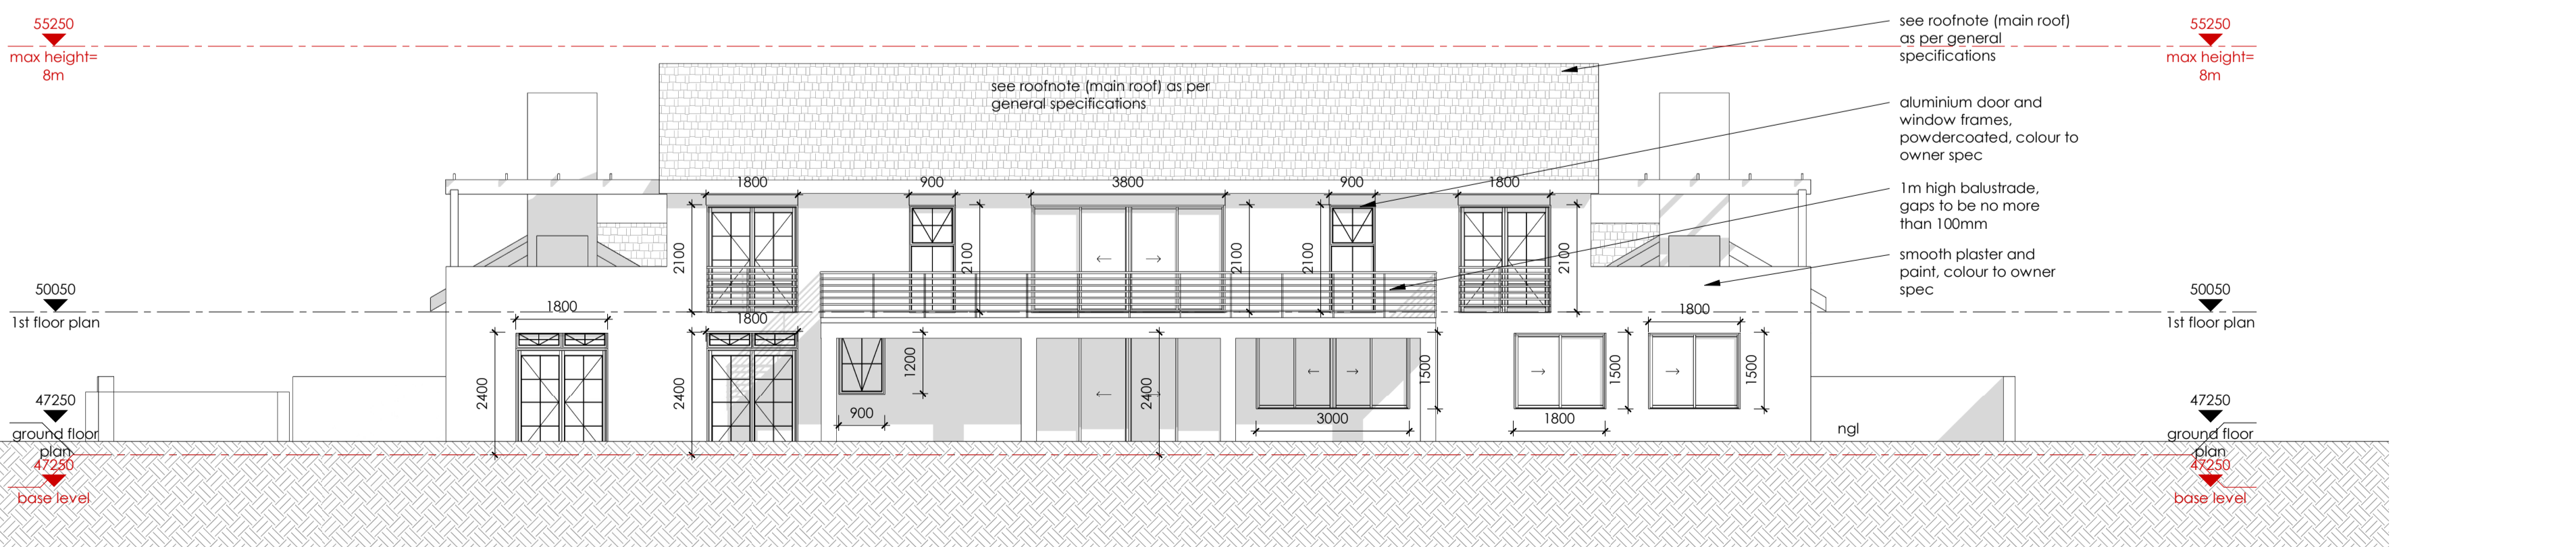 55250
max height=
8m
see roofnote (main roof) as per
general specifications
see roofnote (main roof)
as per general
specifications
55250
max height=
8m
aluminium door and
window frames,
powdercoated, colour to
owner spec
1m high balustrade,
gaps to be no more
than 100mm
smooth plaster and
paint, colour to owner
spec
1800
900
3800
900
1800
2100
2100
2100
2100
2100
50050
1st floor plan
50050
1st floor plan
1800
1800
1800
2400
2400
1200
900
2400
1500
3000
1500
1800
1500
47250
ground floor
plan
47250
base level
ngl
47250
ground floor
plan
47250
base level